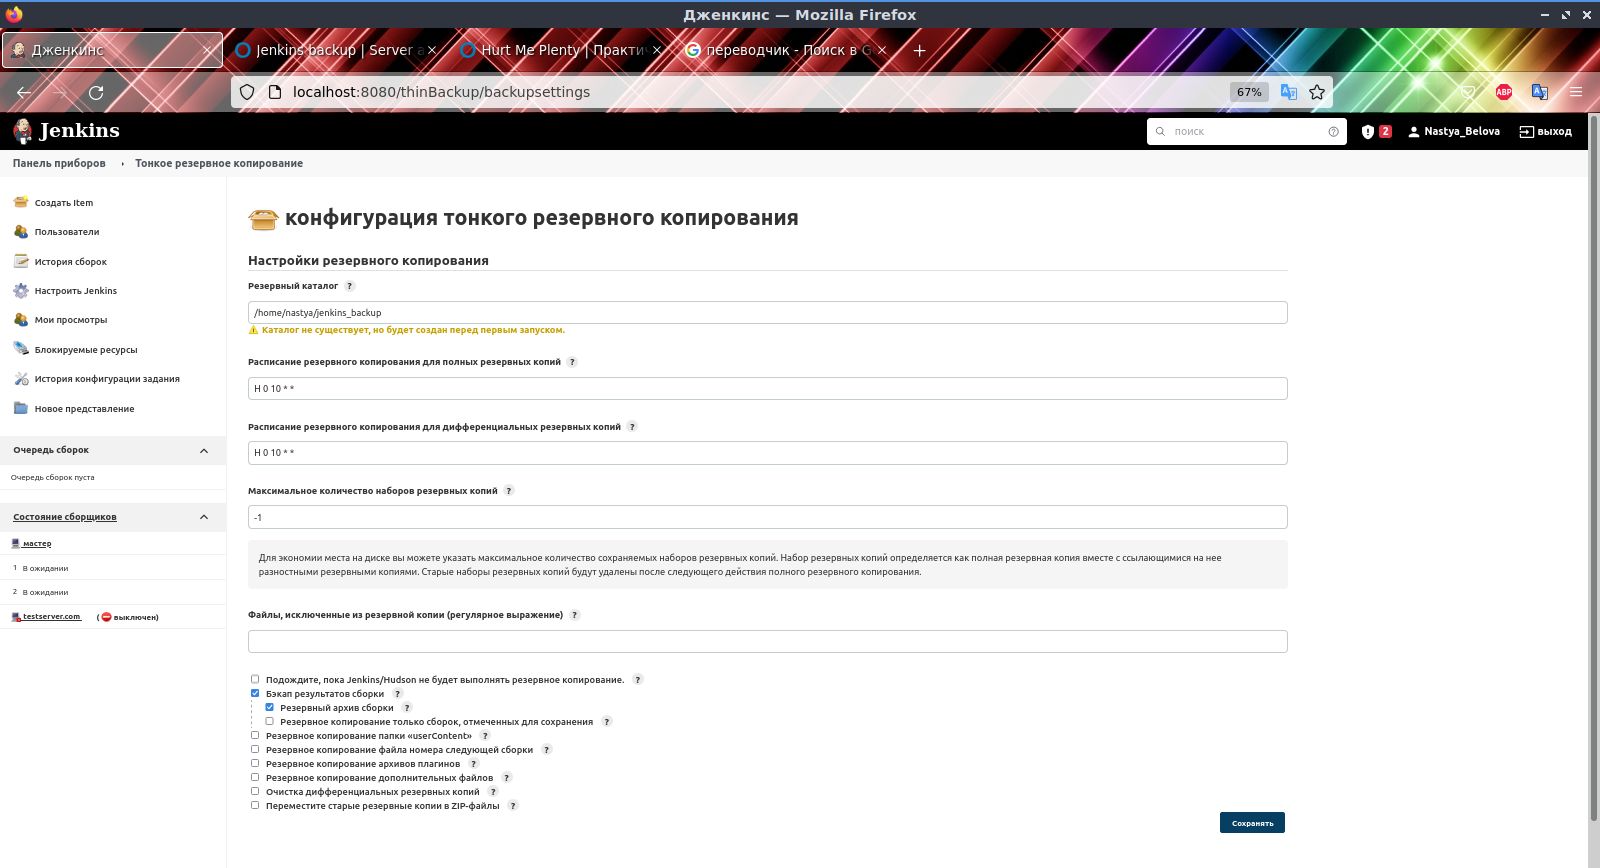 Дженкинс — Mozilla Firefox
Дженкинс
Jenkins backup | Server a
Hurt Me Plenty | Практи
переводчик - Поиск в G
localhost:8080/thinBackup/backupsettings
67%
ABP
Jenkins
поиск
2
Nastya_Belova
выход
Панель приборов
Тонкое резервное копирование
Создать Item
Пользователи
История сборок
Настроить Jenkins
Мои просмотры
Блокируемые ресурсы
История конфигурации задания
Новое представление
Очередь сборок
Очередь сборок пуста
Состояние сборщиков
мастер
1 В ожидании
2 В ожидании
testserver.com (выключен)
конфигурация тонкого резервного копирования
Настройки резервного копирования
Резервный каталог ?
/home/nastya/jenkins_backup
Каталог не существует, но будет создан перед первым запуском.
Расписание резервного копирования для полных резервных копий ?
H 0 10 * *
Расписание резервного копирования для дифференциальных резервных копий ?
H 0 10 * *
Максимальное количество наборов резервных копий ?
-1
Для экономии места на диске вы можете указать максимальное количество сохраняемых наборов резервных копий. Набор резервных копий определяется как полная резервная копия вместе с ссылающимися на нее
разностными резервными копиями. Старые наборы резервных копий будут удалены после следующего действия полного резервного копирования.
Файлы, исключенные из резервной копии (регулярное выражение) ?
Подождите, пока Jenkins/Hudson не будет выполнять резервное копирование. ?
Бэкап результатов сборки ?
Резервный архив сборки ?
Резервное копирование только сборок, отмеченных для сохранения ?
Резервное копирование папки «userContent» ?
Резервное копирование файла номера следующей сборки ?
Резервное копирование архивов плагинов ?
Резервное копирование дополнительных файлов ?
Очистка дифференциальных резервных копий ?
Переместите старые резервные копии в ZIP-файлы ?
Сохранять